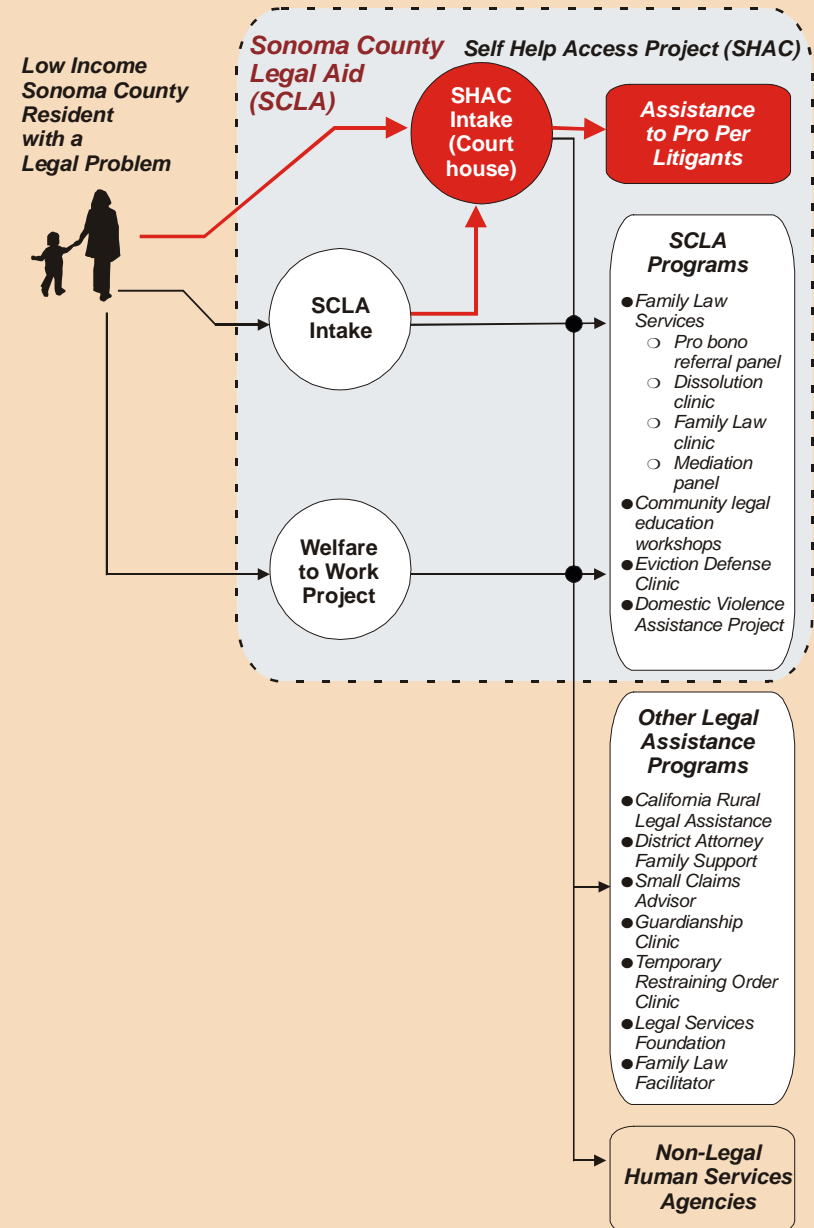 Low Income
Sonoma County
Resident
with a
Legal Problem
Sonoma County
Legal Aid
(SCLA)
Self Help Access Project (SHAC)
SHAC
Intake
(Court
house)
Assistance
to Pro Per
Litigants
SCLA
Intake
Welfare
to Work
Project
SCLA
Programs
●Family Law
Services
❍ Pro bono
referral panel
❍ Dissolution
clinic
❍ Family Law
clinic
❍ Mediation
panel
●Community legal
education
workshops
●Eviction Defense
Clinic
●Domestic Violence
Assistance Project
Other Legal
Assistance
Programs
●California Rural
Legal Assistance
●District Attorney
Family Support
●Small Claims
Advisor
●Guardianship
Clinic
●Temporary
Restraining Order
Clinic
●Legal Services
Foundation
●Family Law
Facilitator
Non-Legal
Human Services
Agencies